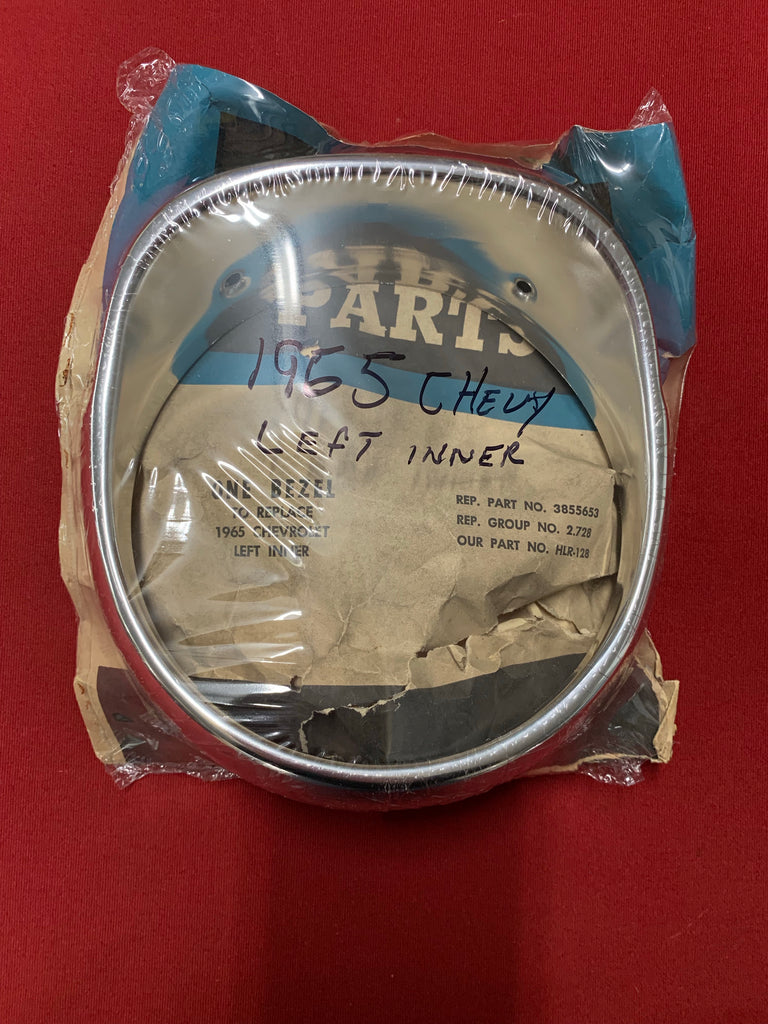 PARTS
1965 CHEVY
LEFT INNER
ONE BEZEL
TO REPLACE
1965 CHEVROLET
LEFT INNER
REP. PART NO. 3855653
REP. GROUP NO. 2.728
OUR PART NO. HLR-128